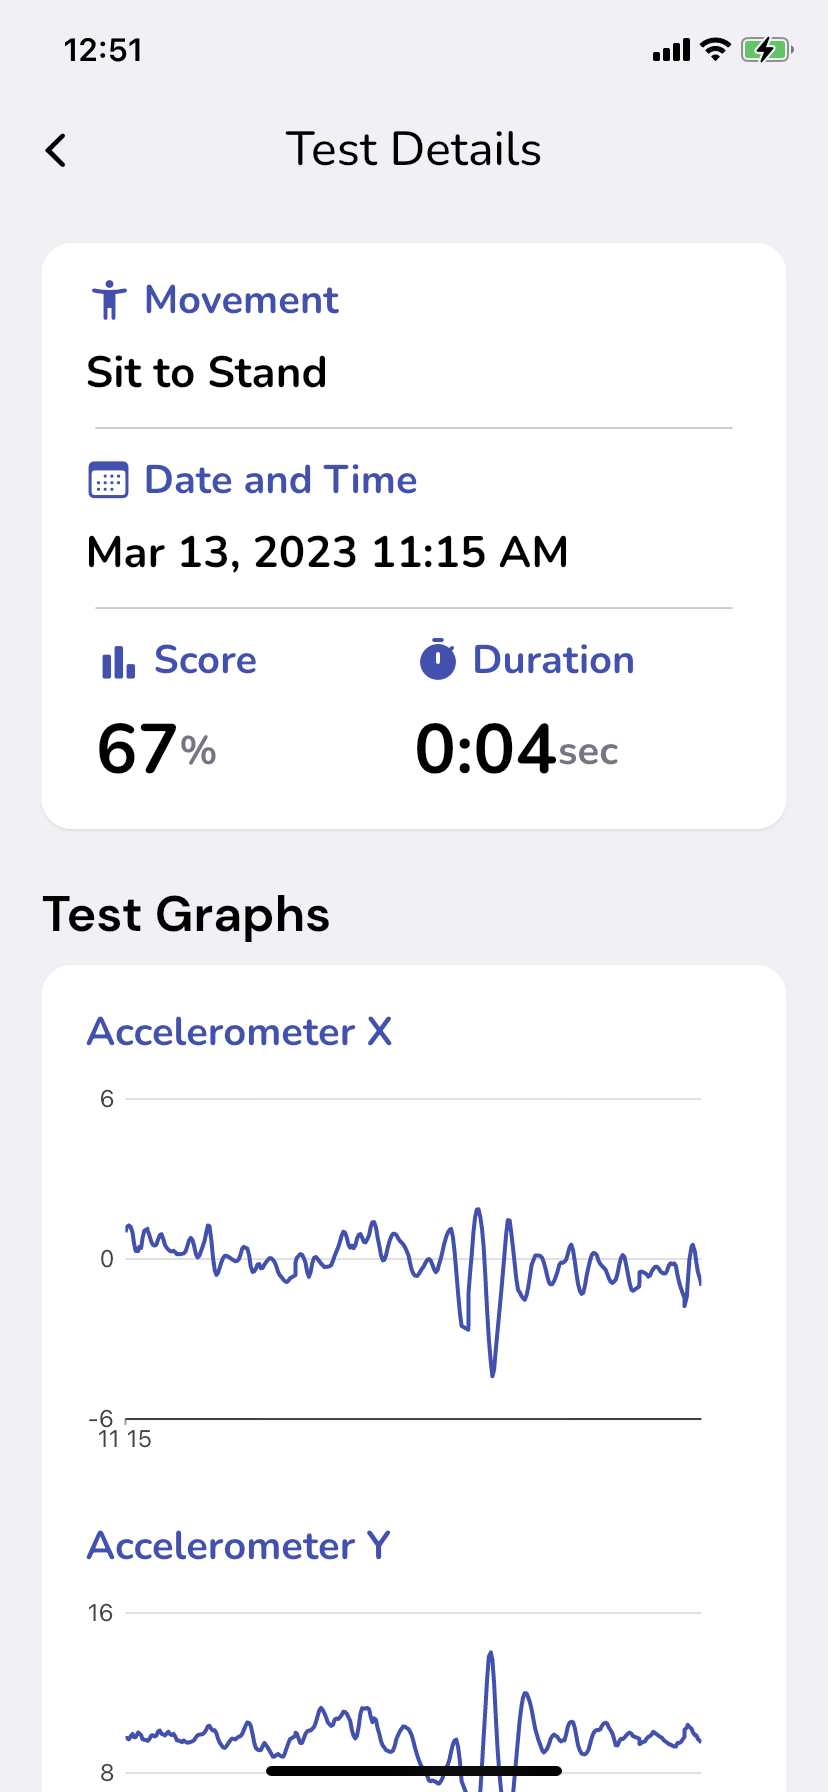 12:51
Test Details
Movement
Sit to Stand
Date and Time
Mar 13, 2023 11:15 AM
Score
Duration
67%
0:04sec
Test Graphs
Accelerometer X
6
0
-6
11 15
Accelerometer Y
16
8